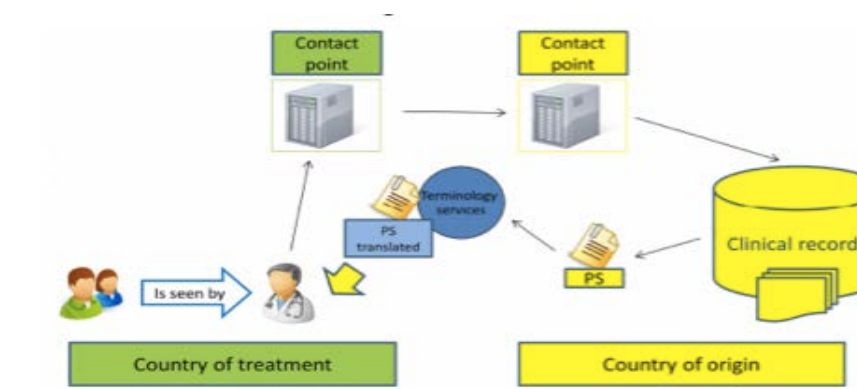 Contact
point
Contact
point
Terminology
services
PS
translated
Clinical record
PS
Is seen by
Country of treatment
Country of origin